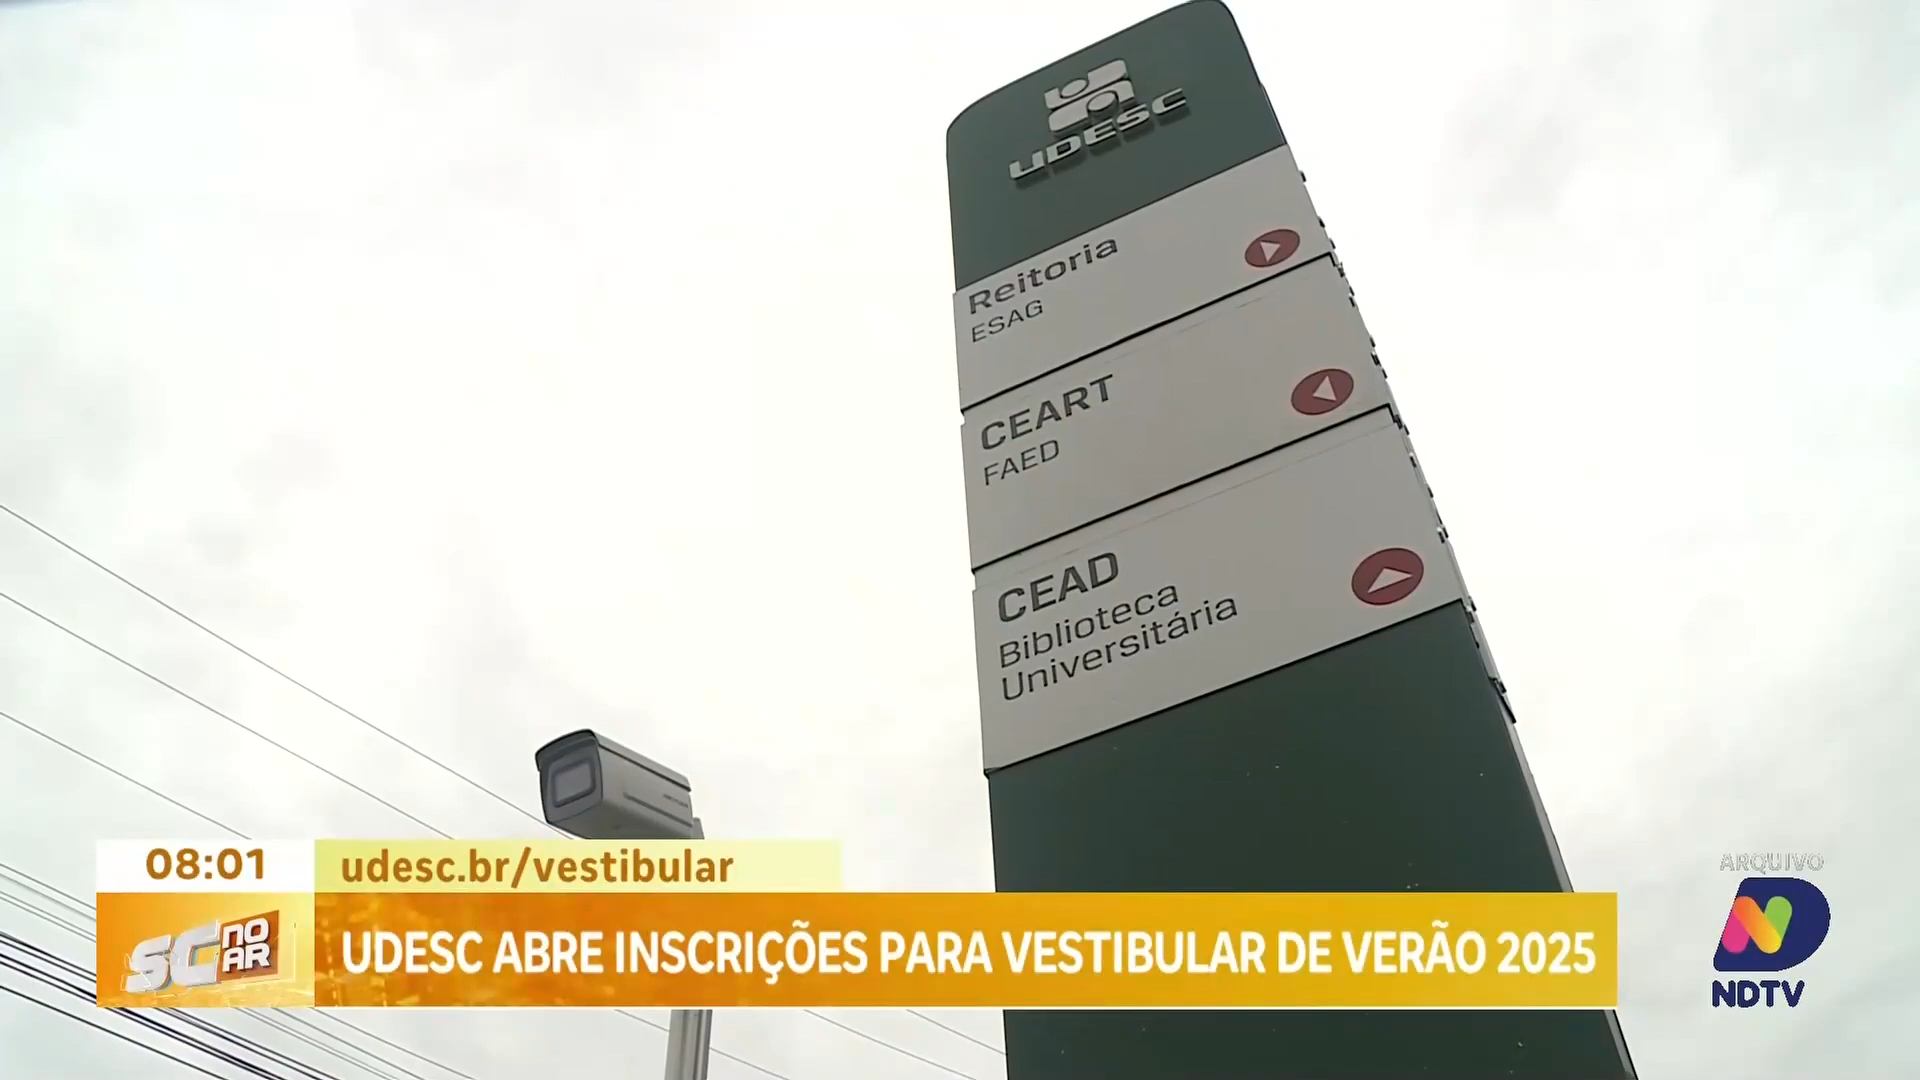 UDESC
Reitoria
ESAG
CEART
FAED
CEAD
Biblioteca
Universitária
08:01
udesc.br/vestibular
SC NO AR
UDESC ABRE INSCRIÇÕES PARA VESTIBULAR DE VERÃO 2025
ARQUIVO
NDTV